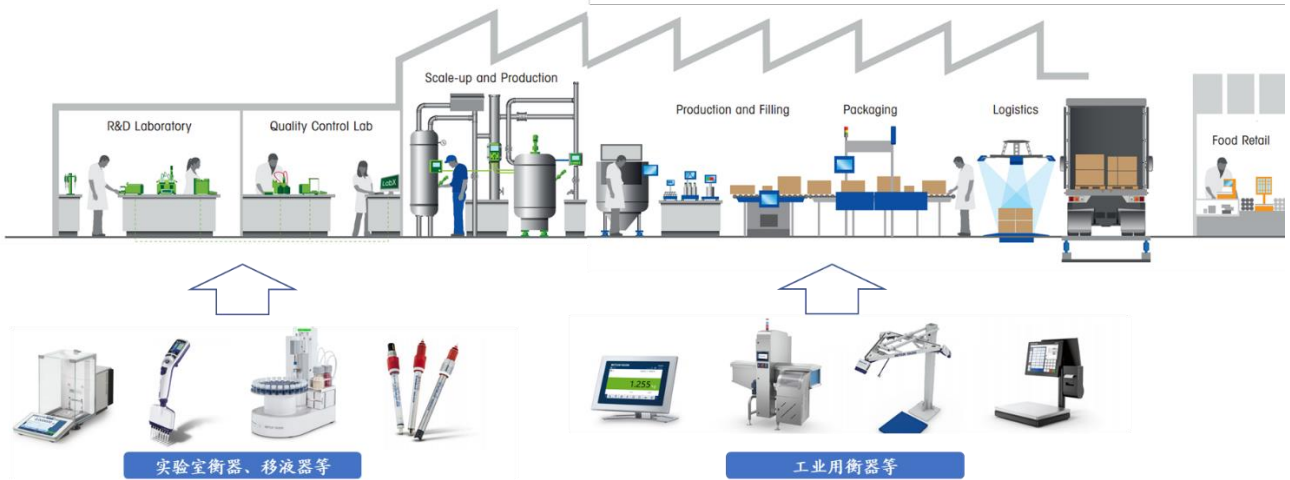 Scale-up and Production
R&D Laboratory
Quality Control Lab
Production and Filling
Packaging
Logistics
Food Retail
LabX
1.255
实验室衡器、移液器等
工业用衡器等